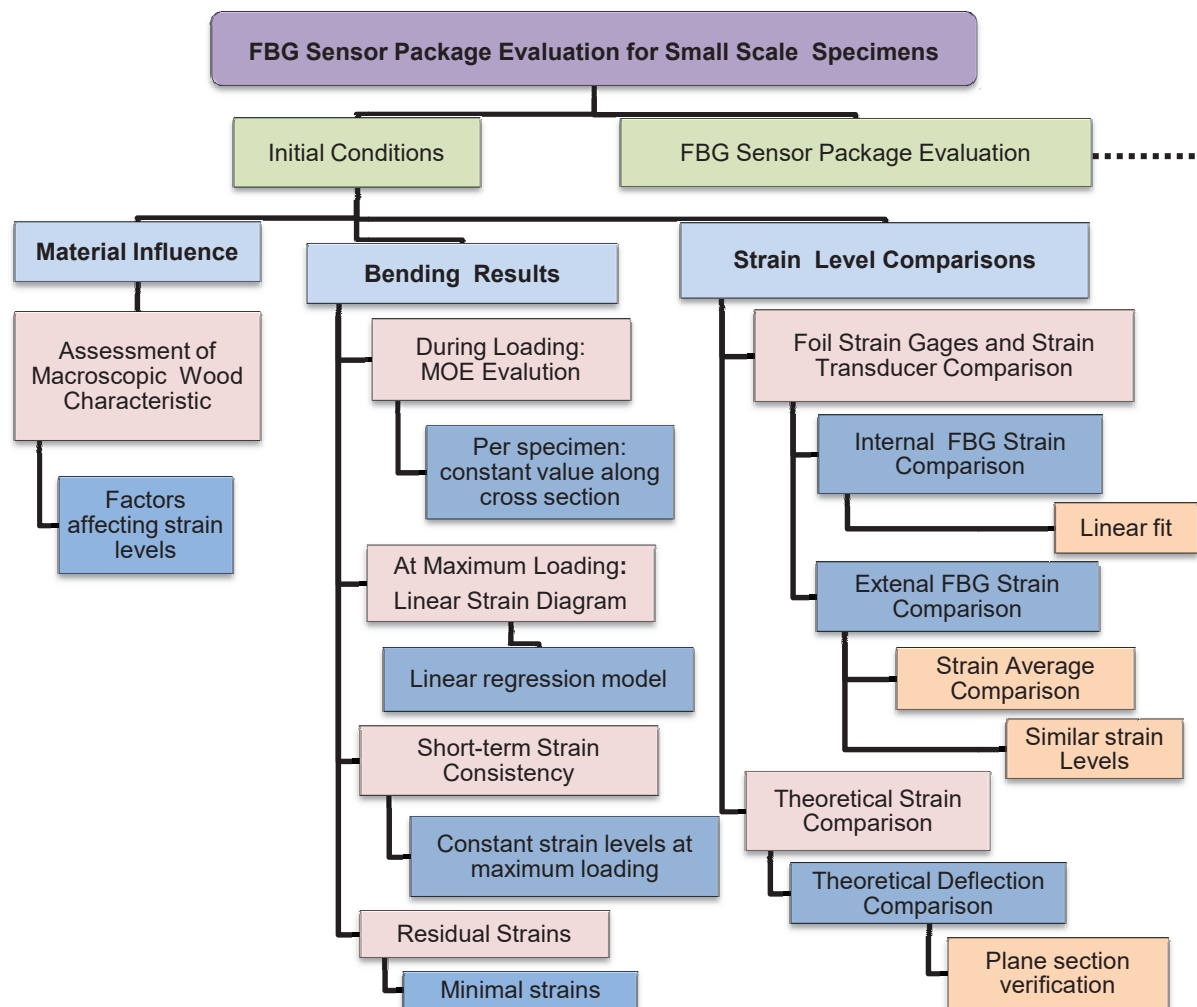 FBG Sensor Package Evaluation for Small Scale Specimens
Initial Conditions
FBG Sensor Package Evaluation
Material Influence
Assessment of
Macroscopic Wood
Characteristic
Factors
affecting strain
levels
Bending Results
During Loading:
MOE Evalution
Per specimen:
constant value along
cross section
At Maximum Loading:
Linear Strain Diagram
Linear regression model
Short-term Strain
Consistency
Constant strain levels at
maximum loading
Residual Strains
Minimal strains
Strain Level Comparisons
Foil Strain Gages and Strain
Transducer Comparison
Internal FBG Strain
Comparison
Linear fit
Extenal FBG Strain
Comparison
Strain Average
Comparison
Similar strain
Levels
Theoretical Strain
Comparison
Theoretical Deflection
Comparison
Plane section
verification